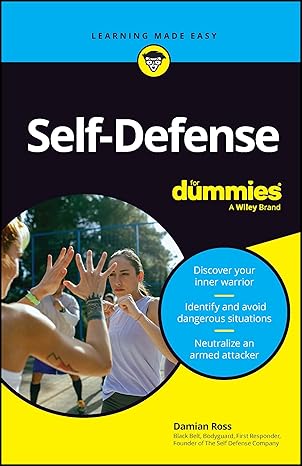 LEARNING MADE EASY
Self-Defense
for
dummies®
A Wiley Brand
Discover your
inner warrior
Identify and avoid
dangerous situations
Neutralize an
armed attacker
Damian Ross
Black Belt, Bodyguard, First Responder,
Founder of The Self Defense Company